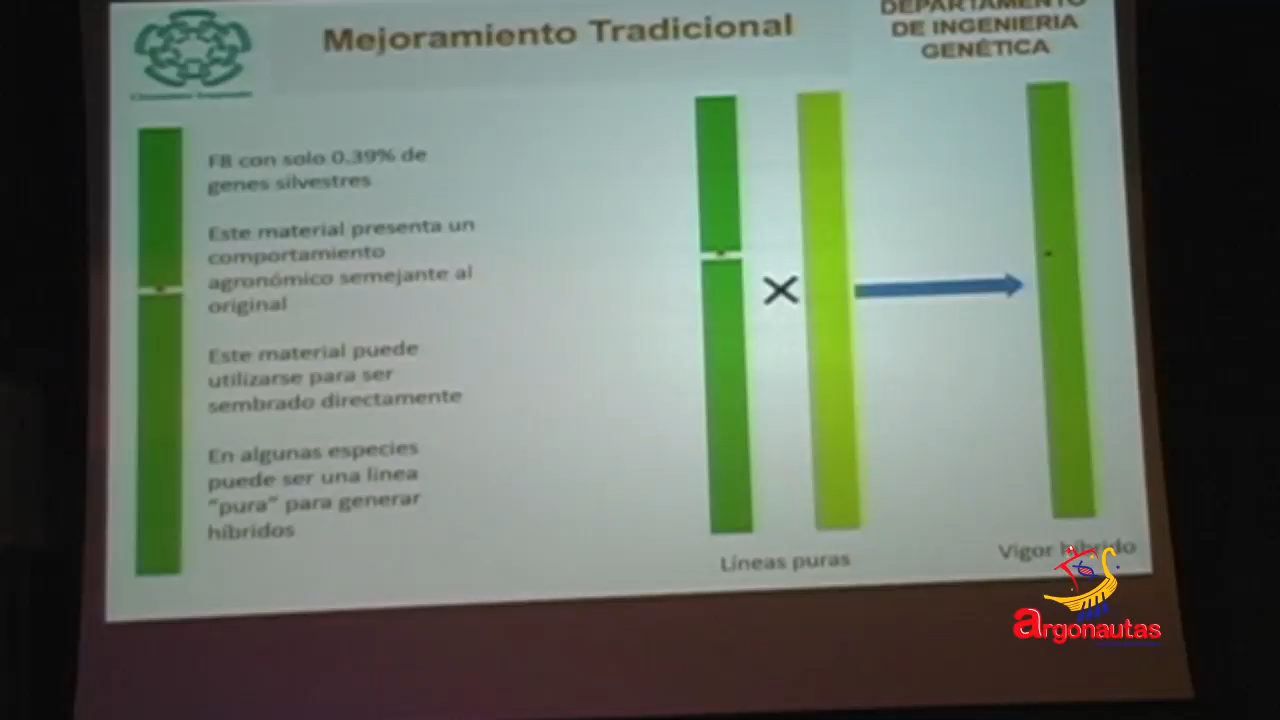 Mejoramiento Tradicional
DEPARTAMENTO
DE INGENIERIA
GENÉTICA
F8 con solo 0.39% de
genes silvestres
Este material presenta un
comportamiento
agronómico semejante al
original
Este material puede
utilizarse para ser
sembrado directamente
En algunas especies
puede ser una linea
"pura" para generar
híbridos
Líneas puras
Vigor híbrido
argonautas